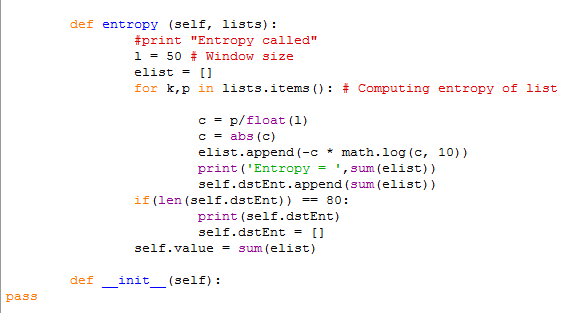 def entropy (self, lists):
#print "Entropy called"
l = 50 # Window size
elist = []
for k,p in lists.items(): # Computing entropy of list
c = p/float(l)
c = abs(c)
elist.append(-c * math.log(c, 10))
print('Entropy = ',sum(elist))
self.dstEnt.append(sum(elist))
if(len(self.dstEnt)) == 80:
print(self.dstEnt)
self.dstEnt = []
self.value = sum(elist)
def __init__(self):
pass